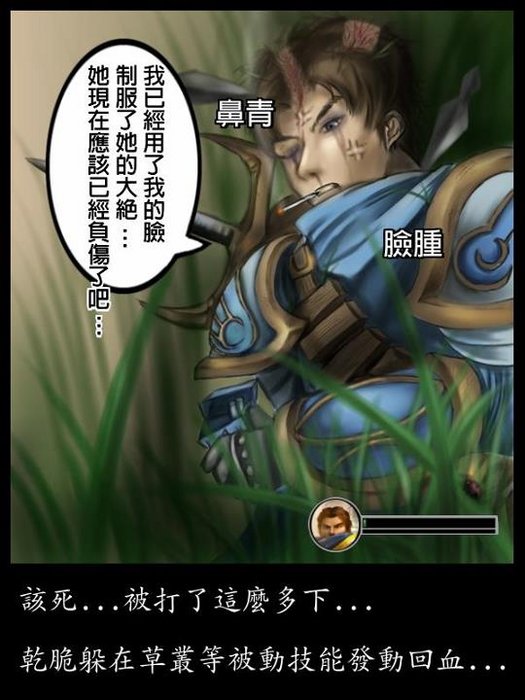 我已經用了我的臉
制服了她的大絕...
她現在應該已經負傷了吧...
鼻青
臉腫
該死...被打了這麼多下...
乾脆躲在草叢等被動技能發動回血...